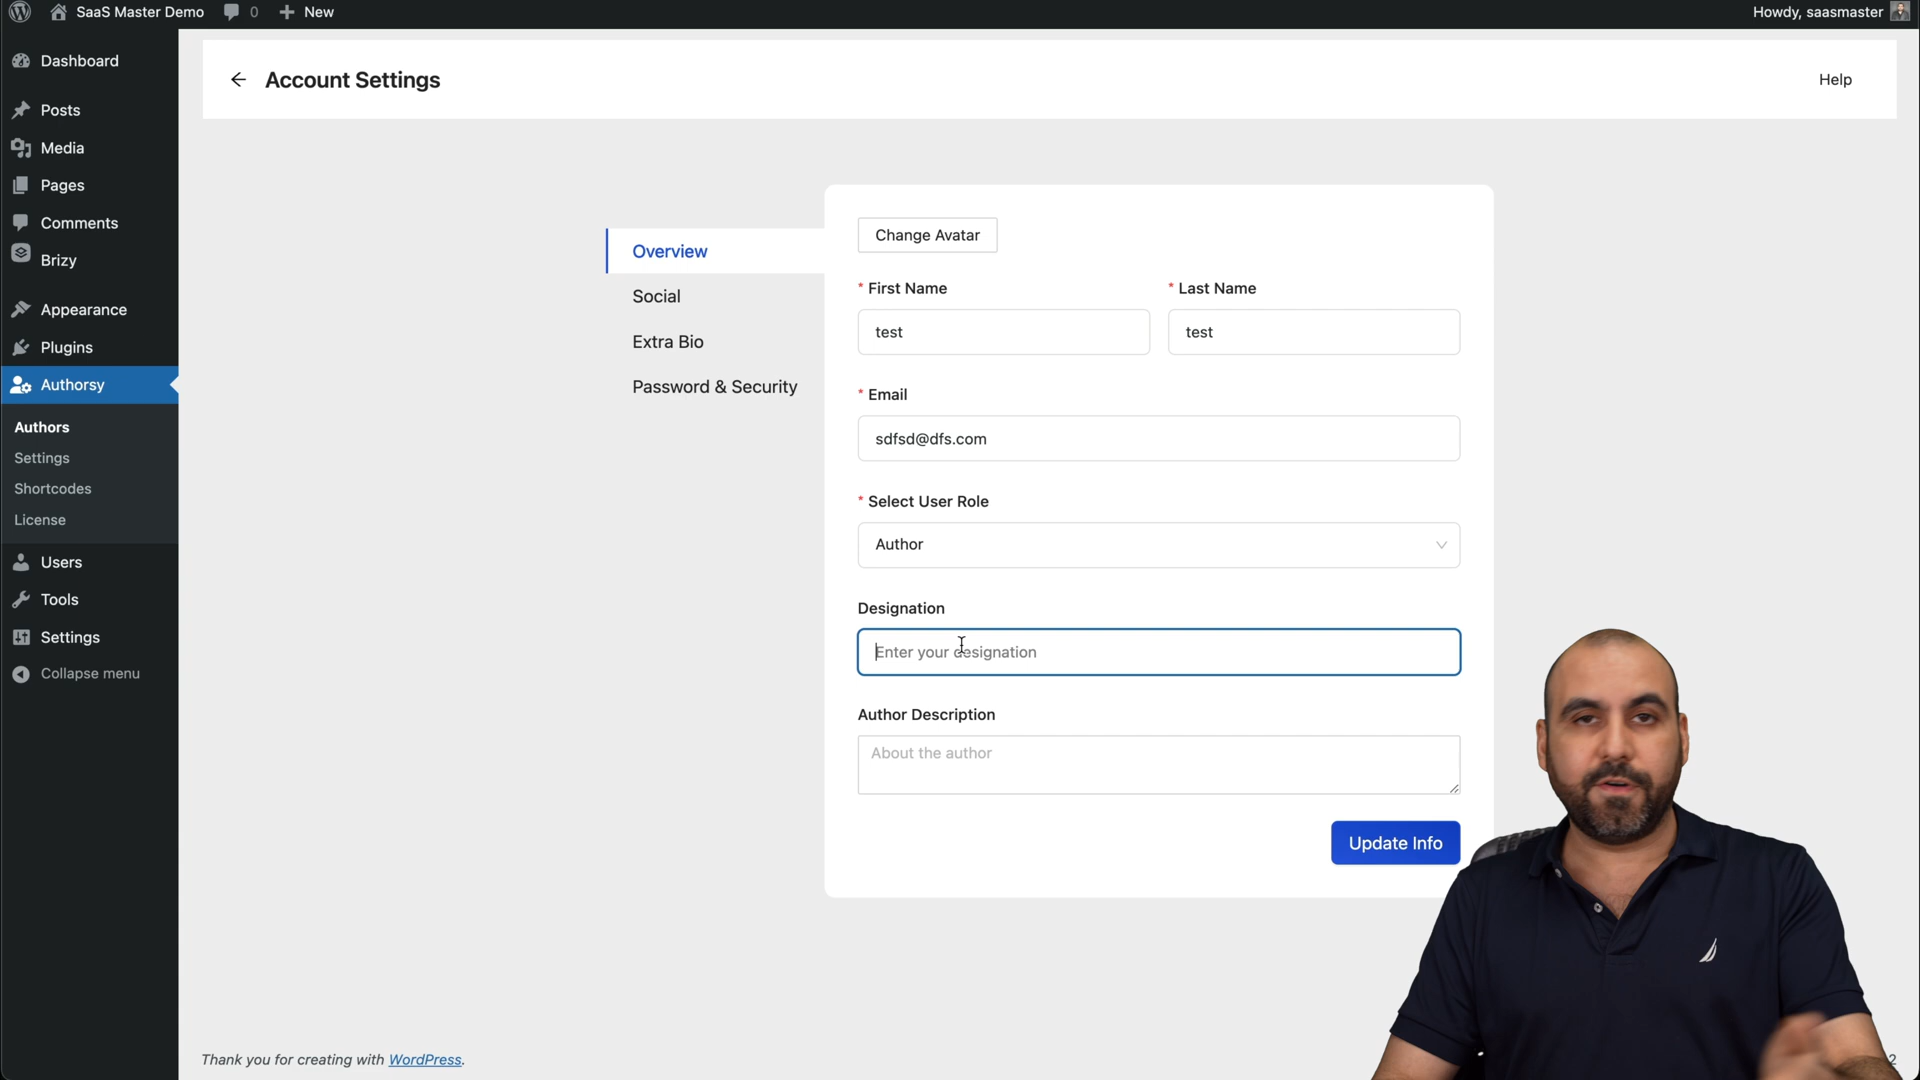 SaaS Master Demo
0
New
Howdy, saasmaster
Dashboard
Posts
Media
Pages
Comments
Brizy
Appearance
Plugins
Authorsy
Authors
Settings
Shortcodes
License
Users
Tools
Settings
Collapse menu
Account Settings
Help
Overview
Social
Extra Bio
Password & Security
Change Avatar
* First Name
* Last Name
test
test
* Email
sdfsd@dfs.com
* Select User Role
Author
Designation
Enter your designation
Author Description
About the author
Update Info
Thank you for creating with WordPress.
2